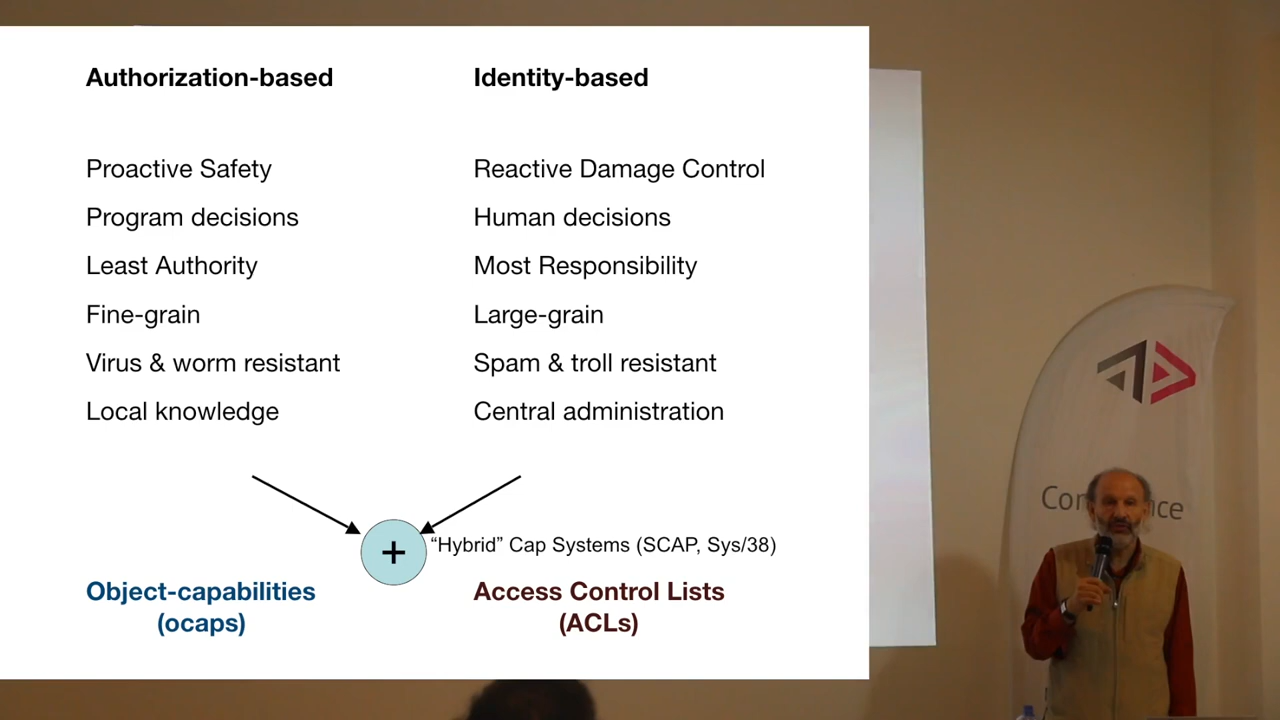 Authorization-based
Identity-based
Proactive Safety
Reactive Damage Control
Program decisions
Human decisions
Least Authority
Most Responsibility
Fine-grain
Large-grain
Virus & worm resistant
Spam & troll resistant
Local knowledge
Central administration
+
“Hybrid” Cap Systems (SCAP, Sys/38)
Object-capabilities
(ocaps)
Access Control Lists
(ACLs)